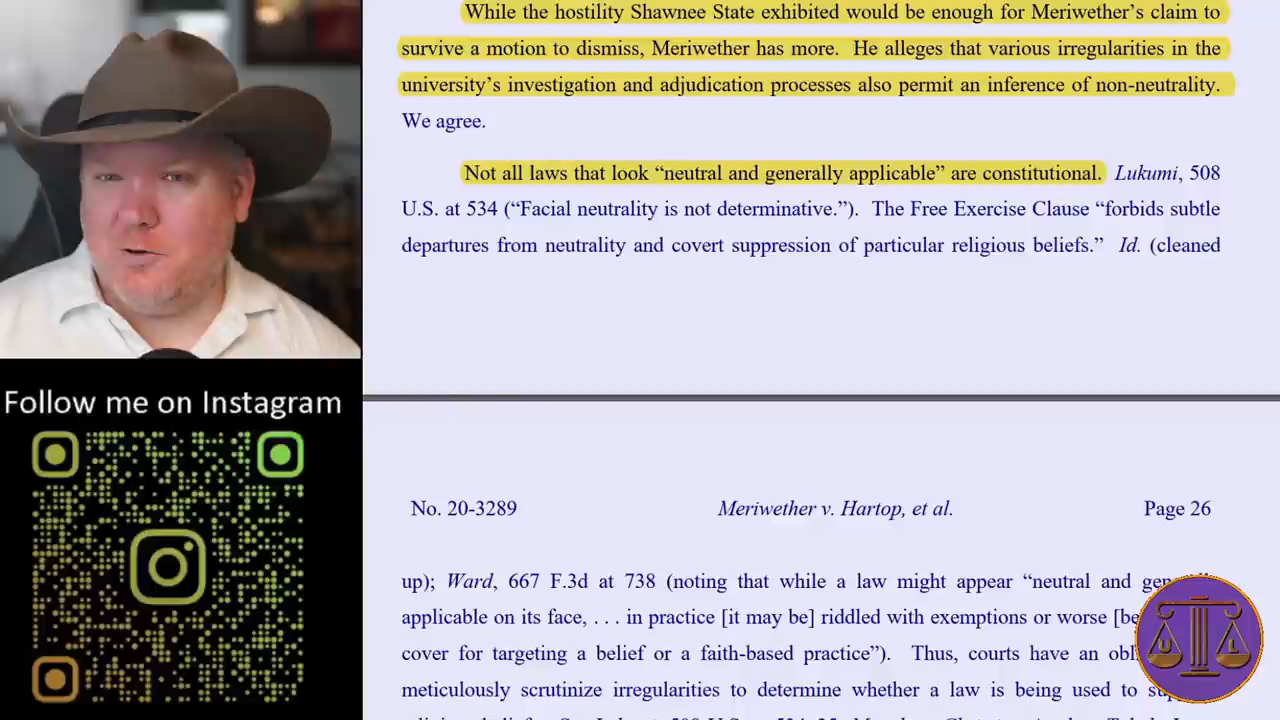 While the hostility Shawnee State exhibited would be enough for Meriwether’s claim to
survive a motion to dismiss, Meriwether has more. He alleges that various irregularities in the
university’s investigation and adjudication processes also permit an inference of non-neutrality.
We agree.
Not all laws that look “neutral and generally applicable” are constitutional. Lukumi, 508
U.S. at 534 (“Facial neutrality is not determinative.”). The Free Exercise Clause “forbids subtle
departures from neutrality and covert suppression of particular religious beliefs.” Id. (cleaned
Follow me on Instagram
No. 20-3289 Meriwether v. Hartop, et al. Page 26
up); Ward, 667 F.3d at 738 (noting that while a law might appear “neutral and
applicable on its face, . . . in practice [it may be] riddled with exemptions or worse
cover for targeting a belief or a faith-based practice”). Thus, courts have an
meticulously scrutinize irregularities to determine whether a law is being used to
U L